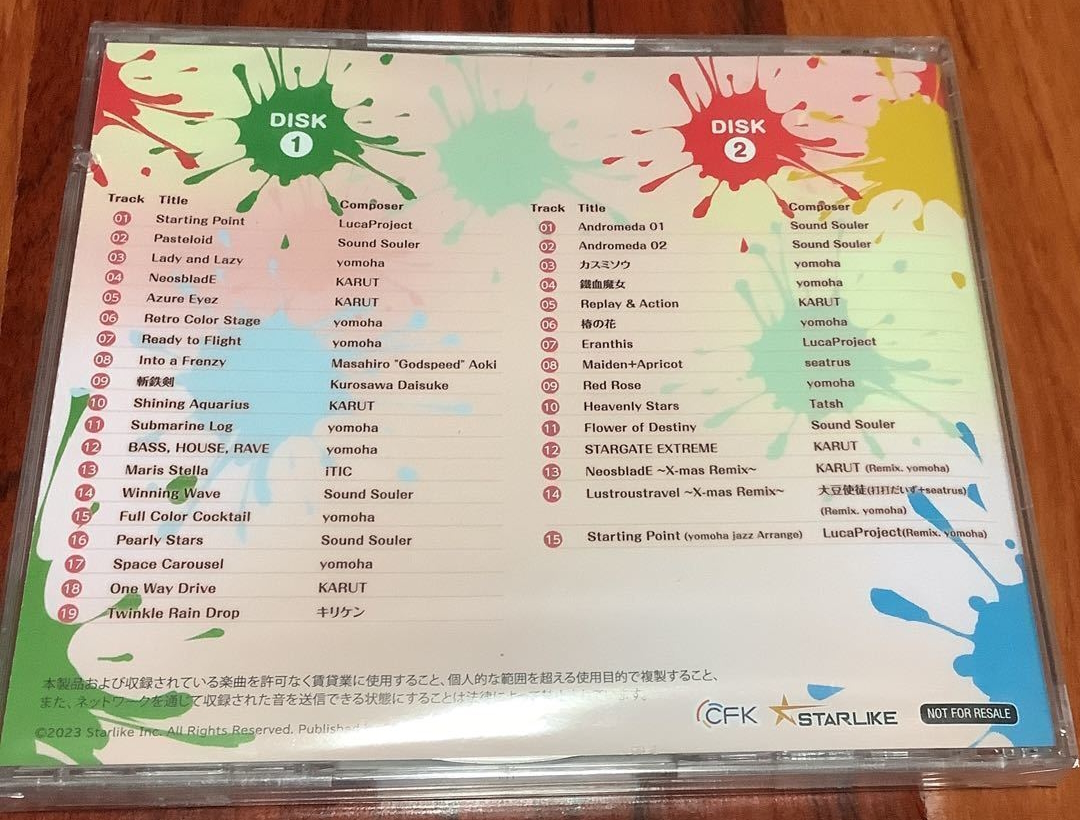 DISK
1
Track Title Composer
01 Starting Point LucaProject
02 Pasteloid Sound Souler
03 Lady and Lazy yomoha
04 NeosbladE KARUT
05 Azure Eyez KARUT
06 Retro Color Stage yomoha
07 Ready to Flight yomoha
08 Into a Frenzy Masahiro "Godspeed" Aoki
09 斬鉄剣 Kurosawa Daisuke
10 Shining Aquarius KARUT
11 Submarine Log yomoha
12 BASS, HOUSE, RAVE yomoha
13 Maris Stella iTIC
14 Winning Wave Sound Souler
15 Full Color Cocktail yomoha
16 Pearly Stars Sound Souler
17 Space Carousel yomoha
18 One Way Drive KARUT
19 Twinkle Rain Drop キリケン
DISK
2
Track Title Composer
01 Andromeda 01 Sound Souler
02 Andromeda 02 Sound Souler
03 カスミソウ yomoha
04 鐵血魔女 yomoha
05 Replay & Action KARUT
06 椿の花 yomoha
07 Eranthis LucaProject
08 Maiden+Apricot seatrus
09 Red Rose yomoha
10 Heavenly Stars Tatsh
11 Flower of Destiny Sound Souler
12 STARGATE EXTREME KARUT
13 NeosbladE ~X-mas Remix~ KARUT (Remix. yomoha)
14 Lustroustravel ~X-mas Remix~ 大豆使徒(打打だいず+seatrus)
(Remix. yomoha)
15 Starting Point (yomoha jazz Arrange) LucaProject(Remix. yomoha)
本製品および収録されている楽曲を許可なく賃貸業に使用すること、個人的な範囲を超える使用目的で複製すること、
また、ネットワークを通じて収録された音を送信できる状態にすることは法律によって
©2023 Starlike Inc. All Rights Reserved. Published
CFK STARLIKE NOT FOR RESALE